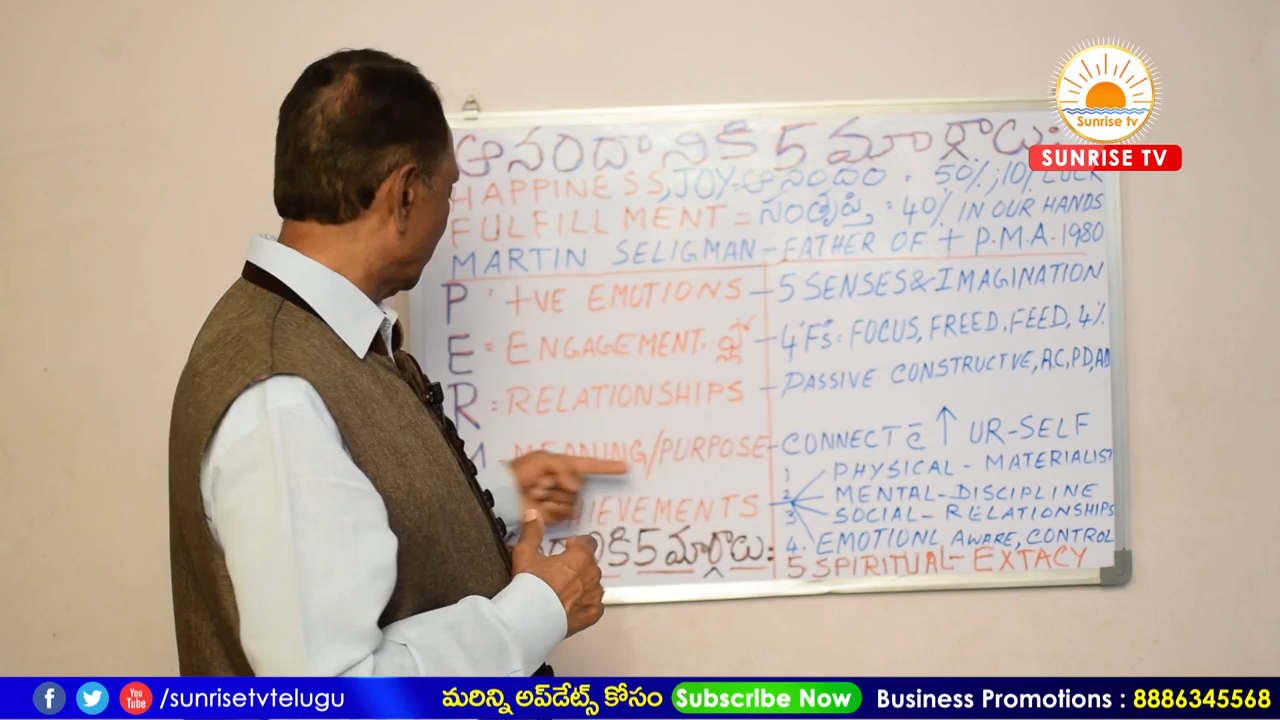 Sunrise tv
SUNRISE TV
ఆనందానికి 5 మార్గాలు:
HAPPINESS, JOY=ఆనందం : 50%, 10% LUCK
FULFILLMENT = సంతృప్తి : 40% IN OUR HANDS
MARTIN SELIGMAN - FATHER OF + P.M.A. 1980
P = +VE EMOTIONS - 5 SENSES & IMAGINATION
E = ENGAGEMENT. ఫ్లో - 4'Fs: FOCUS, FREED, FEED, 4%
R = RELATIONSHIPS - PASSIVE CONSTRUCTVE, A.C, PD, AD
M MEANING/PURPOSE - CONNECT C̄ ↑ UR-SELF
1 PHYSICAL - MATERIALIST
IEVEMENTS - 2 MENTAL - DISCIPLINE
3 SOCIAL - RELATIONSHIPS
4. EMOTIONL AWARE, CONTROL
5 SPIRITUAL - EXTACY
కి 5 మార్గాలు:
/sunrisetvtelugu మరిన్ని అప్‌డేట్స్ కోసం Subscribe Now Business Promotions : 8886345568